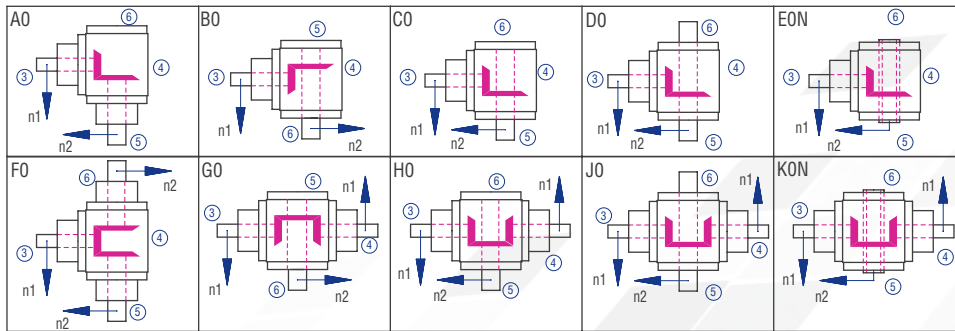 A0
⑥
③
④
n1
n2
⑤
B0
⑤
③
④
n1
⑥
n2
C0
⑥
③
④
n1
n2
⑤
D0
⑥
③
④
n1
n2
⑤
E0N
⑥
③
④
n1
n2
⑤
F0
⑥
n2
③
④
n1
n2
⑤
G0
⑤
n1
③
④
n1
⑥
n2
H0
⑥
n1
③
④
n1
n2
⑤
J0
⑥
n1
③
④
n1
n2
⑤
K0N
⑥
n1
③
④
n1
n2
⑤